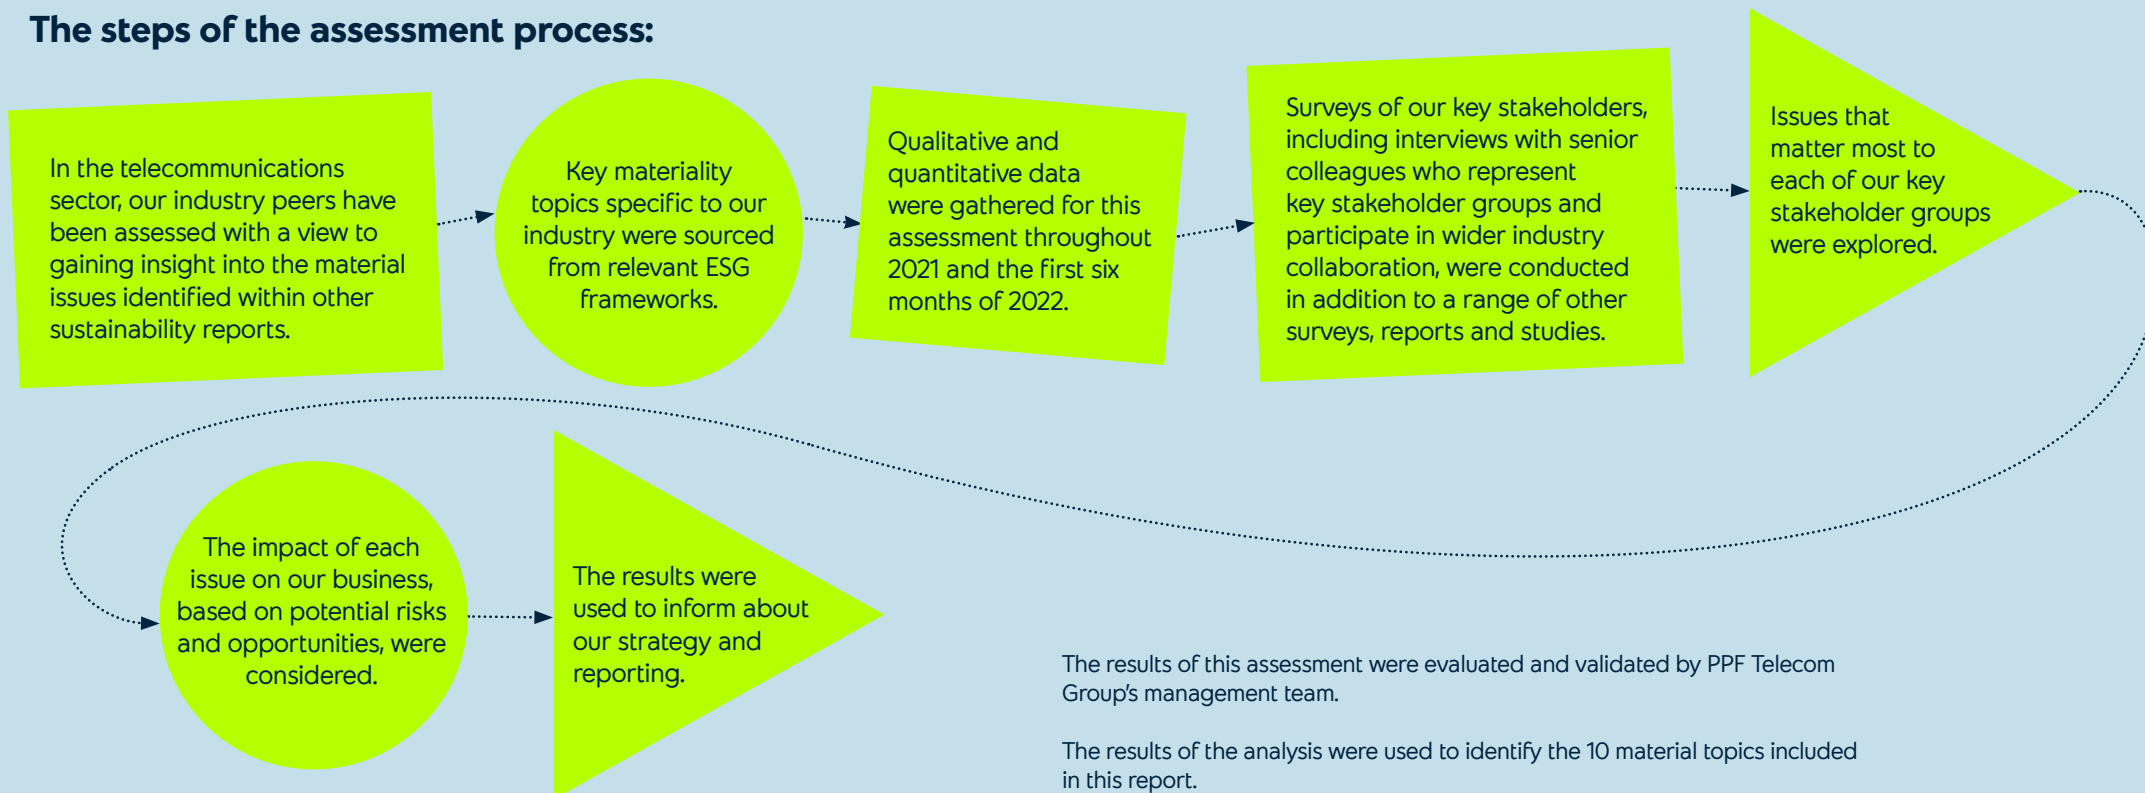 The steps of the assessment process:
In the telecommunications
sector, our industry peers have
been assessed with a view to
gaining insight into the material
issues identified within other
sustainability reports.
Key materiality
topics specific to our
industry were sourced
from relevant ESG
frameworks.
Qualitative and
quantitative data
were gathered for this
assessment throughout
2021 and the first six
months of 2022.
Surveys of our key stakeholders,
including interviews with senior
colleagues who represent
key stakeholder groups and
participate in wider industry
collaboration, were conducted
in addition to a range of other
surveys, reports and studies.
Issues that
matter most to
each of our key
stakeholder groups
were explored.
The impact of each
issue on our business,
based on potential risks
and opportunities, were
considered.
The results were
used to inform about
our strategy and
reporting.
The results of this assessment were evaluated and validated by PPF Telecom
Group's management team.
The results of the analysis were used to identify the 10 material topics included
in this report.